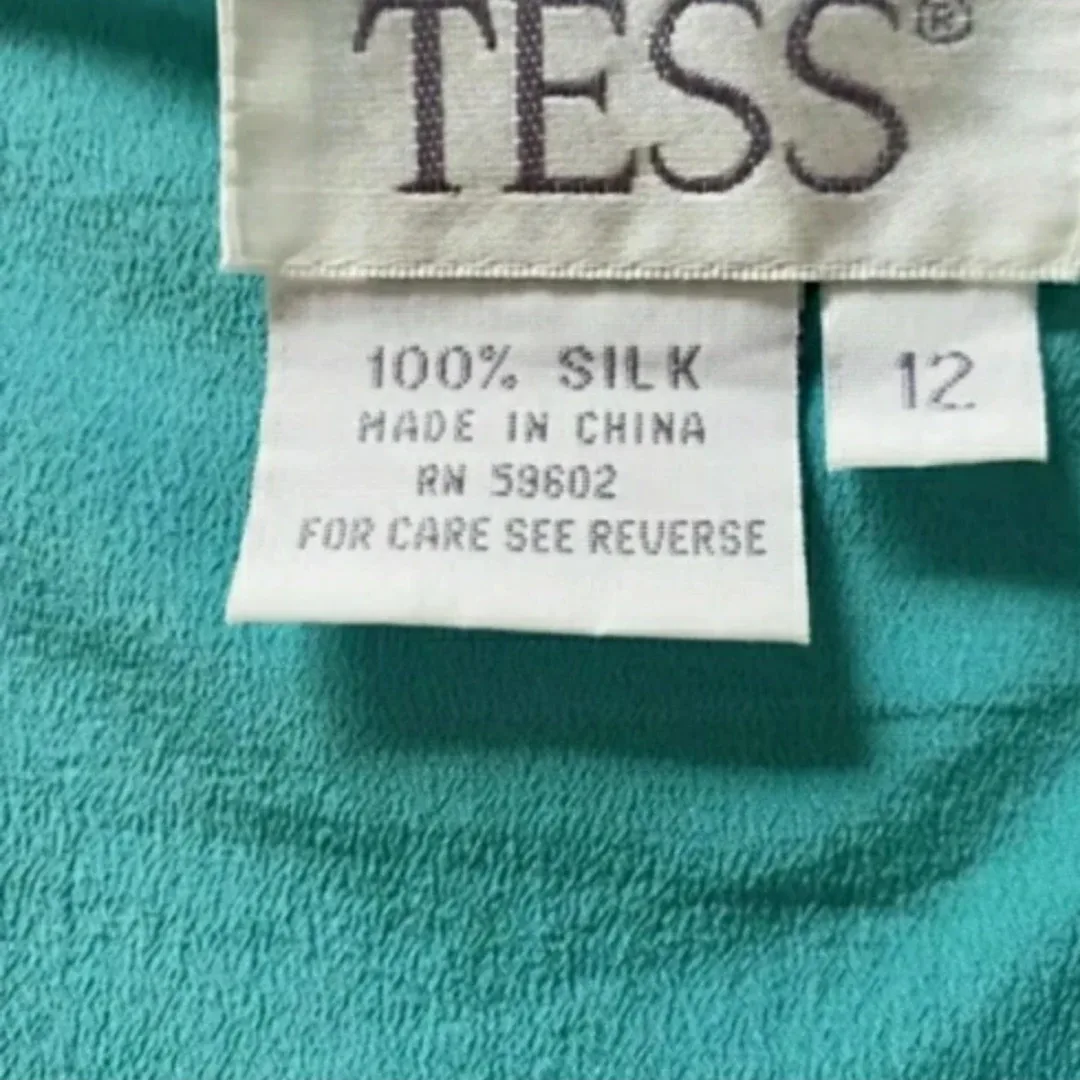 TESS®
100% SILK
MADE IN CHINA
RN 59602
FOR CARE SEE REVERSE
12